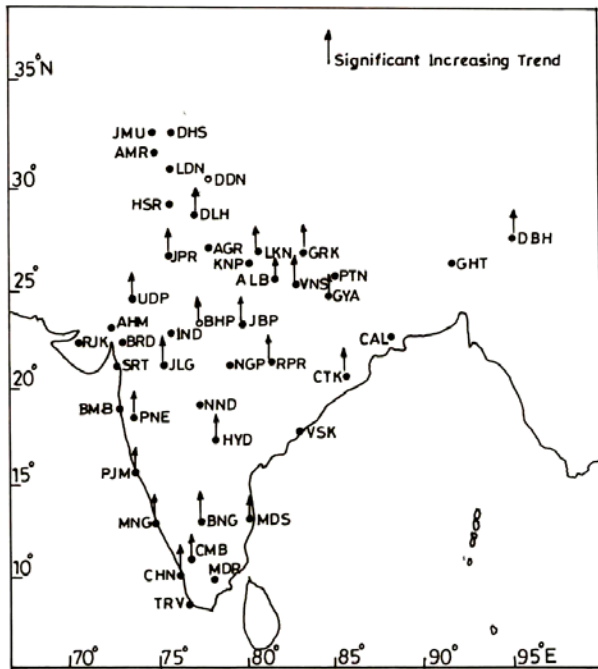 Significant Increasing Trend
35°N
JMU DHS
AMR
LDN
30° DDN
HSR
DLH
DBH
JPR AGR LKN GRK
KNP GHT
25° ALB VNS PTN
UDP GYA
AHM BHP JBP
RJK BRD IND CAL
SRT JLG NGP RPR
20° CTK
BMB PNE NND
HYD VSK
PJM
15°
MNG BNG MDS
CMB
10° CHN MDR
TRV
70° 75° 80° 85° 90° 95°E